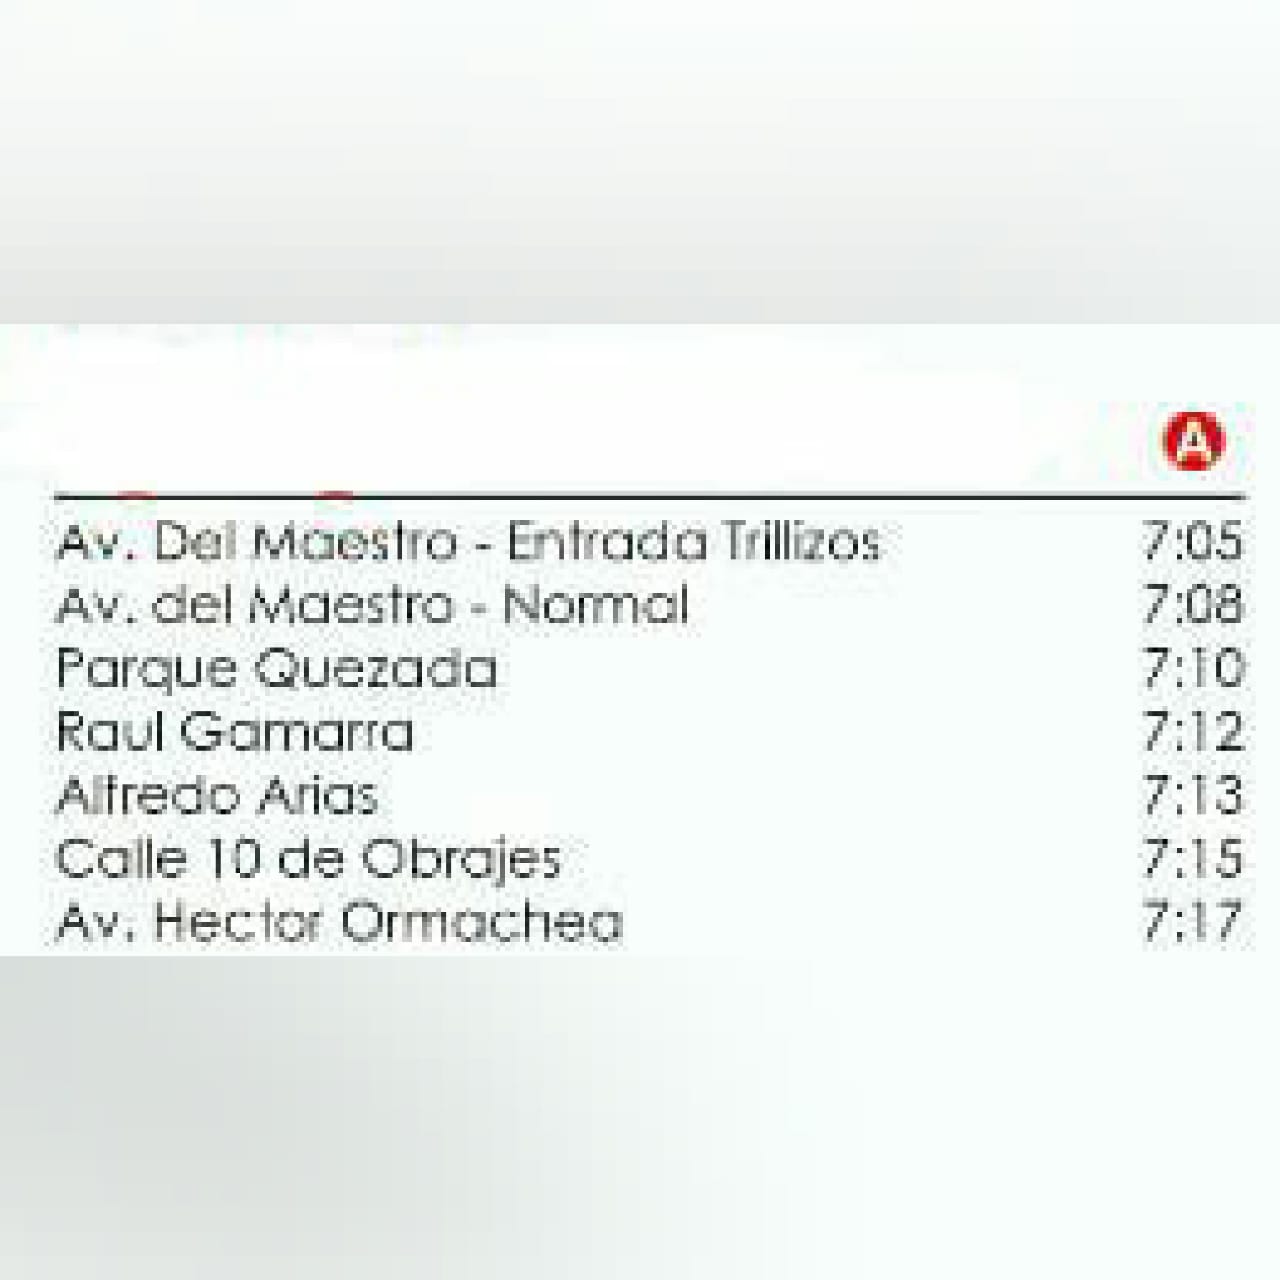 A
Av. Del Maestro - Entrada Trillizos 7:05
Av. del Maestro - Normal 7:08
Parque Quezada 7:10
Raul Gamarra 7:12
Alfredo Arias 7:13
Calle 10 de Obrajes 7:15
Av. Hector Ormachea 7:17